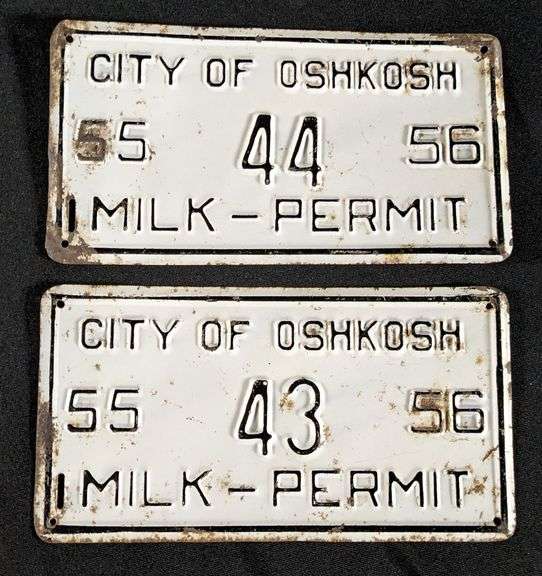 CITY OF OSHKOSH
55 44 56
MILK - PERMIT
CITY OF OSHKOSH
55 43 56
MILK - PERMIT